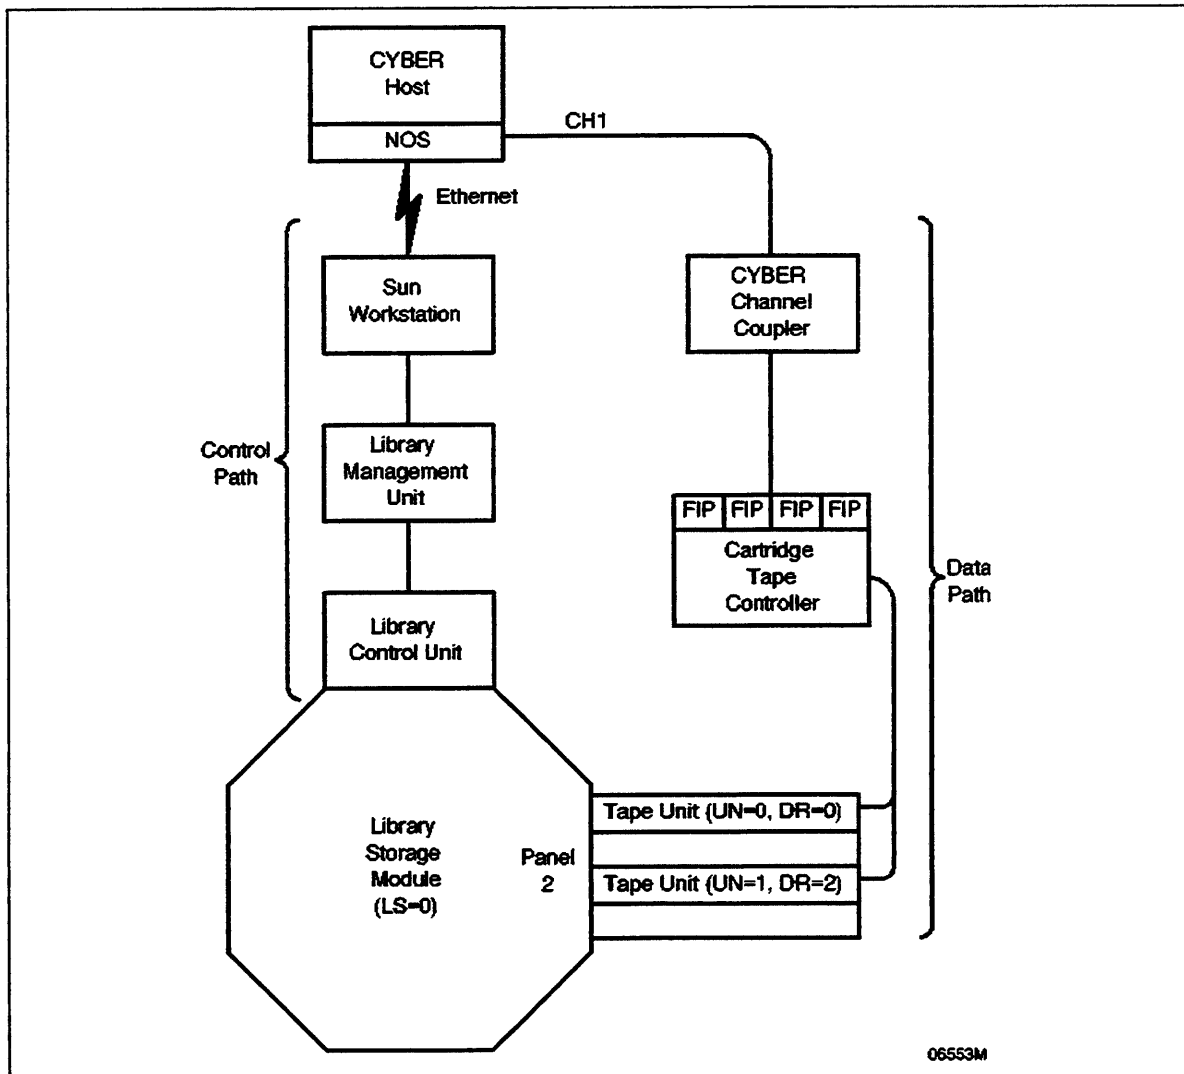 CYBER
Host
NOS
CH1
Ethernet
Sun
Workstation
CYBER
Channel
Coupler
Control
Path
Library
Management
Unit
FIP FIP FIP FIP
Cartridge
Tape
Controller
Data
Path
Library
Control Unit
Library
Storage
Module
(LS=0)
Panel
2
Tape Unit (UN=0, DR=0)
Tape Unit (UN=1, DR=2)
06553M